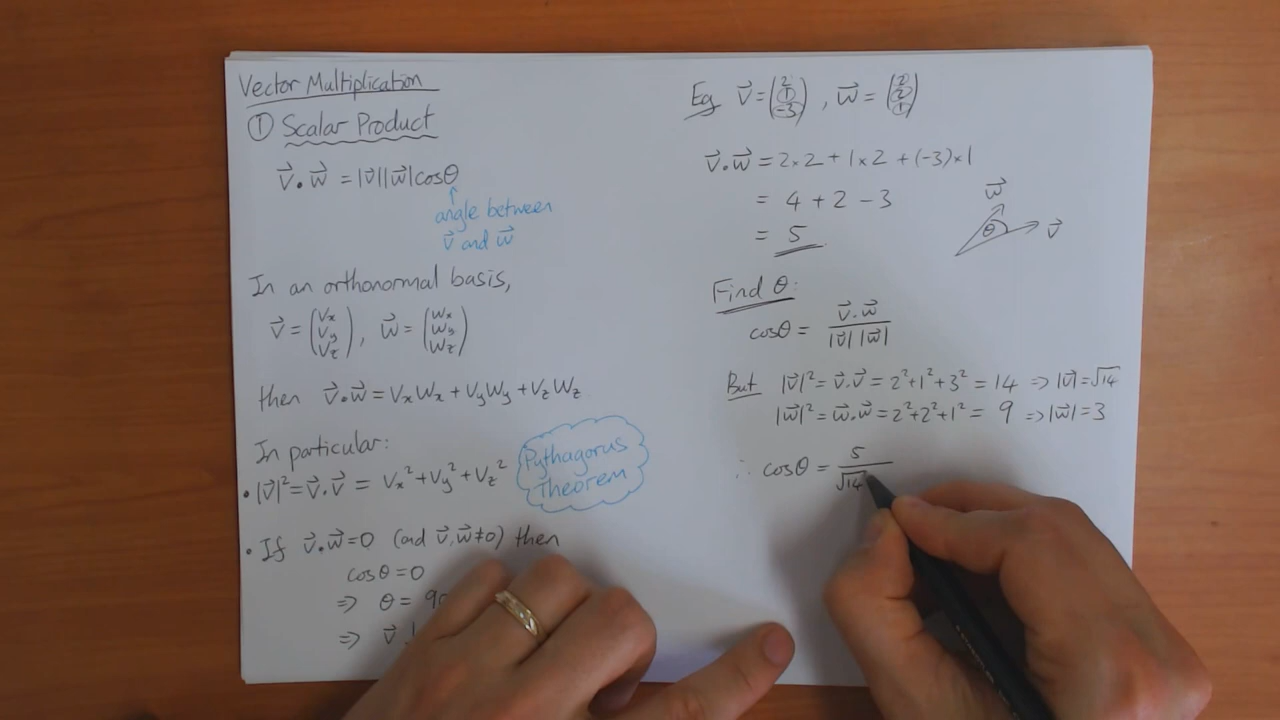 Vector Multiplication
① Scalar Product
v⃗.w⃗ = |v⃗||w⃗|cosθ
angle between
v⃗ and w⃗
In an orthonormal basis,
v⃗ = (Vx Vy Vz), w⃗ = (Wx Wy Wz)
then v⃗.w⃗ = VxWx + VyWy + VzWz
In particular:
• |v⃗|² = v⃗.v⃗ = Vx² + Vy² + Vz²
Pythagorus
Theorem
• If v⃗.w⃗ = 0 (and v⃗, w⃗ ≠ 0) then
cosθ = 0
⇒ θ = 9
⇒ v⃗
Eg v⃗ = (2 1 -3), w⃗ = (2 2 1)
v⃗.w⃗ = 2×2 + 1×2 + (-3)×1
= 4 + 2 - 3
= 5
w⃗
θ
v⃗
Find θ:
cosθ = v⃗.w⃗ / |v⃗||w⃗|
But |v⃗|² = v⃗.v⃗ = 2²+1²+3² = 14 ⇒ |v⃗| = √14
|w⃗|² = w⃗.w⃗ = 2²+2²+1² = 9 ⇒ |w⃗| = 3
∴ cosθ = 5 / √14